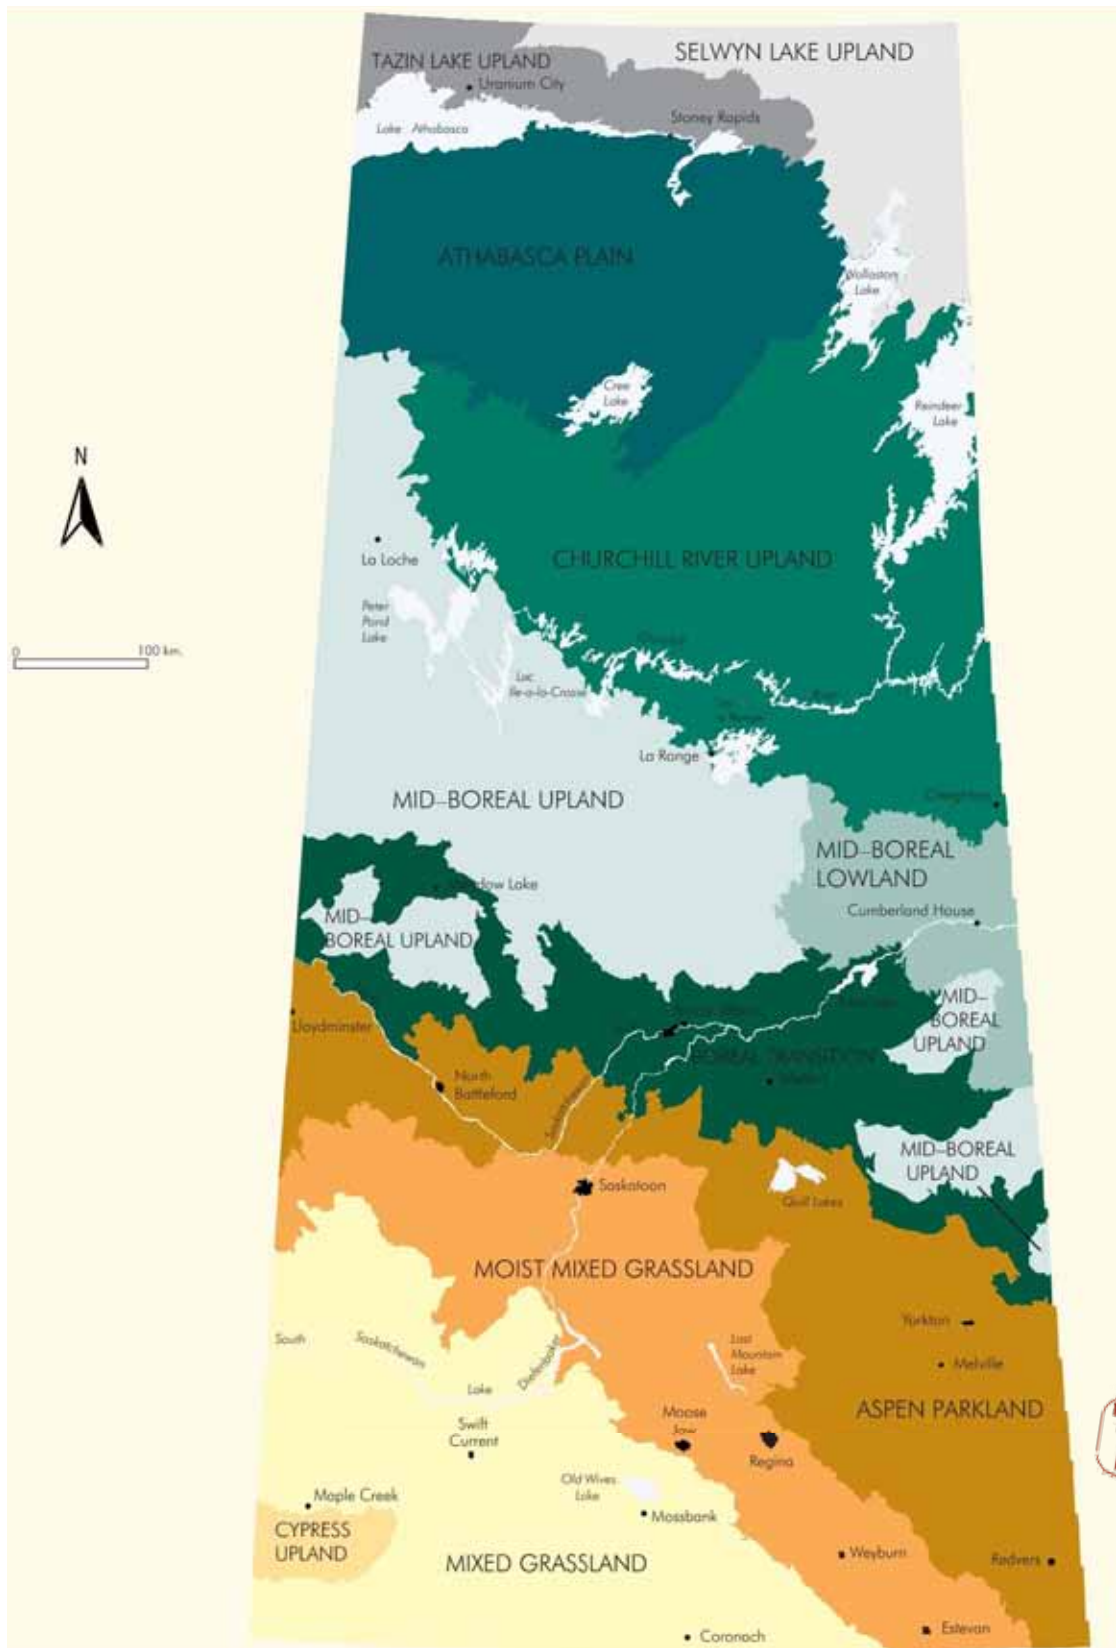 SELWYN LAKE UPLAND
TAZIN LAKE UPLAND
Uranium City
Stoney Rapids
Lake Athabasca
ATHABASCA PLAIN
Wollaston
Lake
Cree
Lake
Reindeer
Lake
N
La Loche
CHURCHILL RIVER UPLAND
Peter
Pond
Lake
0
100 km.
Churchill
River
Lac
Ile-a-la-Crosse
La Ronge
MID–BOREAL UPLAND
Creighton
MID–BOREAL
LOWLAND
Cumberland House
Lake
MID–
BOREAL UPLAND
MID–
BOREAL
UPLAND
Lloydminster
BOREAL TRANSITION
North
Battleford
Saskatchewan
MID–BOREAL
UPLAND
Saskatoon
Quill Lakes
MOIST MIXED GRASSLAND
Yorkton
South
Saskatchewan
Diefenbaker
Last
Mountain
Lake
Melville
Lake
ASPEN PARKLAND
Swift
Current
Moose
Jaw
Regina
Old Wives
Lake
Maple Creek
Mossbank
CYPRESS
UPLAND
MIXED GRASSLAND
Weyburn
Redvers
Estevan
Coronach